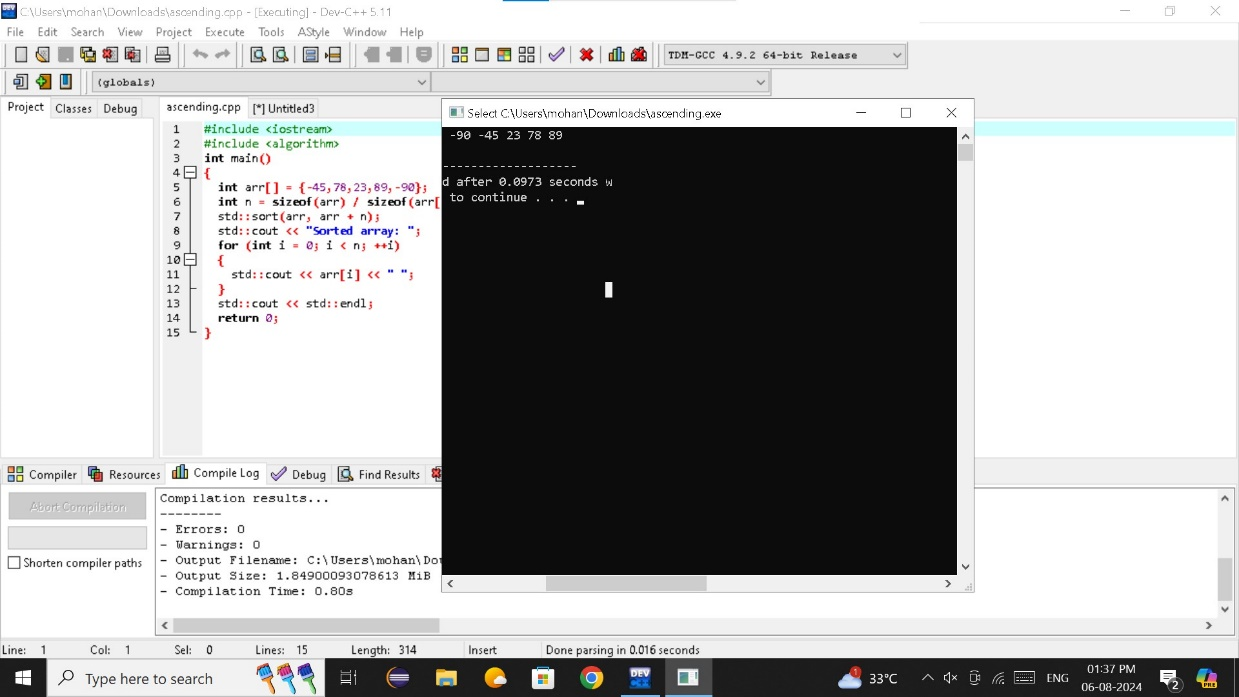 C:\Users\mohan\Downloads\ascending.cpp - [Executing] - Dev-C++ 5.11
File Edit Search View Project Execute Tools AStyle Window Help
TDM-GCC 4.9.2 64-bit Release
(globals)
Project Classes Debug
ascending.cpp [*] Untitled3
1 #include <iostream>
2 #include <algorithm>
3 int main()
4 {
5 int arr[] = {-45,78,23,89,-90};
6 int n = sizeof(arr) / sizeof(arr[
7 std::sort(arr, arr + n);
8 std::cout << "Sorted array: ";
9 for (int i = 0; i < n; ++i)
10 {
11 std::cout << arr[i] << " ";
12 }
13 std::cout << std::endl;
14 return 0;
15 }
Select C:\Users\mohan\Downloads\ascending.exe
-90 -45 23 78 89
------------------
d after 0.0973 seconds w
to continue . . .
Compiler Resources Compile Log Debug Find Results
Abort Compilation
Shorten compiler paths
Compilation results...
--------
- Errors: 0
- Warnings: 0
- Output Filename: C:\Users\mohan\Dow
- Output Size: 1.84900093078613 MiB
- Compilation Time: 0.80s
Line: 1 Col: 1 Sel: 0 Lines: 15 Length: 314 Insert Done parsing in 0.016 seconds
Type here to search
DEV
33°C
ENG
01:37 PM
06-08-2024
2
PRE